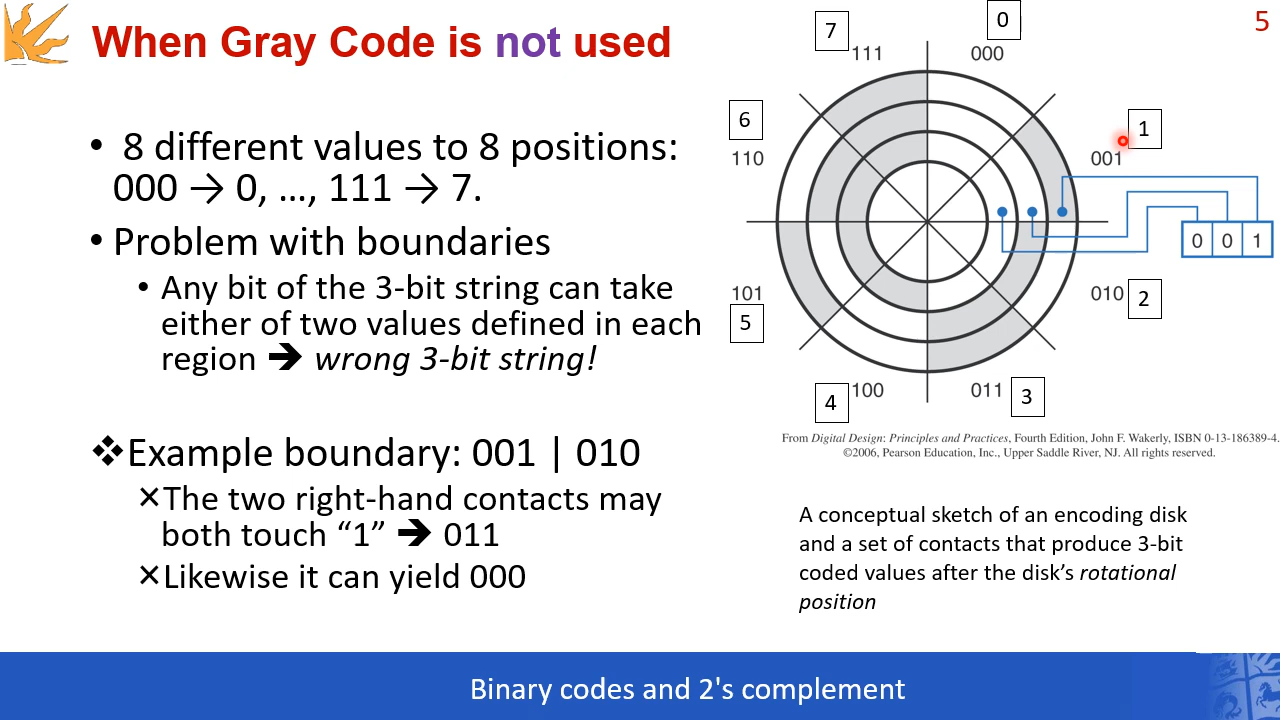 When Gray Code is not used
5
• 8 different values to 8 positions:
000 → 0, …, 111 → 7.
• Problem with boundaries
• Any bit of the 3-bit string can take
either of two values defined in each
region 🡺 wrong 3-bit string!
❖Example boundary: 001 | 010
×The two right-hand contacts may
both touch “1” 🡺 011
×Likewise it can yield 000
7
0
111
000
6
1
110
001
0 0 1
101
010
2
5
4
100
011
3
From Digital Design: Principles and Practices, Fourth Edition, John F. Wakerly, ISBN 0-13-186389-4.
©2006, Pearson Education, Inc., Upper Saddle River, NJ. All rights reserved.
A conceptual sketch of an encoding disk
and a set of contacts that produce 3-bit
coded values after the disk’s rotational
position
Binary codes and 2's complement